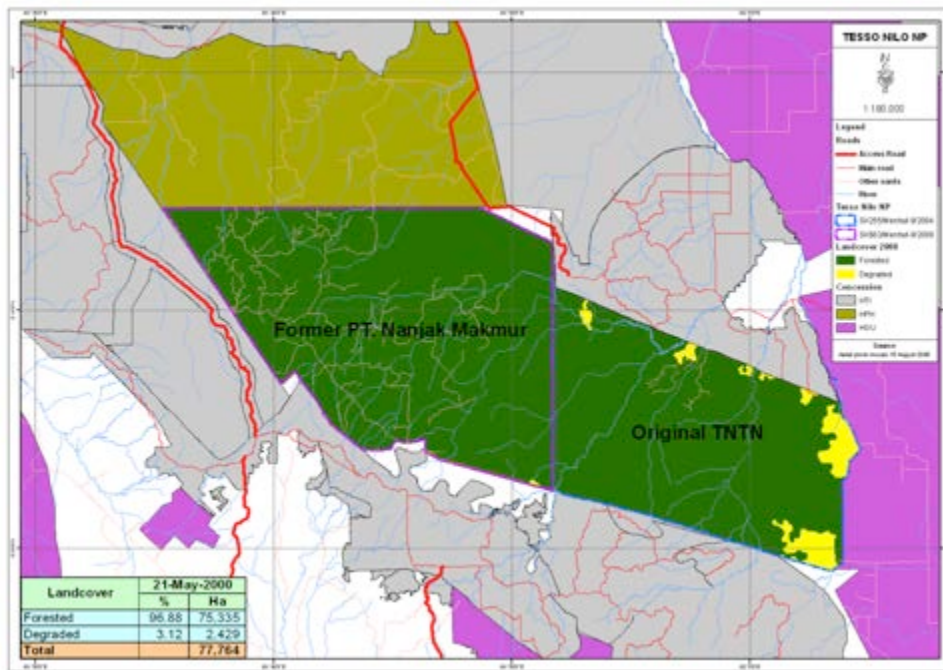 TESSO NILO NP
1:180,000
Legend
Roads
Access Road
Main road
Other roads
River
Tesso Nilo NP
Landcover 2000
Forested
Degraded
Concession
HTI
HPH
HGU
Source
Former PT. Nanjak Makmur
Original TNTN
Landcover 21-May-2000
% Ha
Forested 96.88 75,335
Degraded 3.12 2,429
Total 77,764